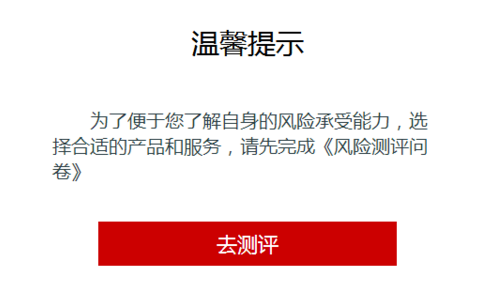 温馨提示
为了便于您了解自身的风险承受能力，选
择合适的产品和服务，请先完成《风险测评问
卷》
去测评